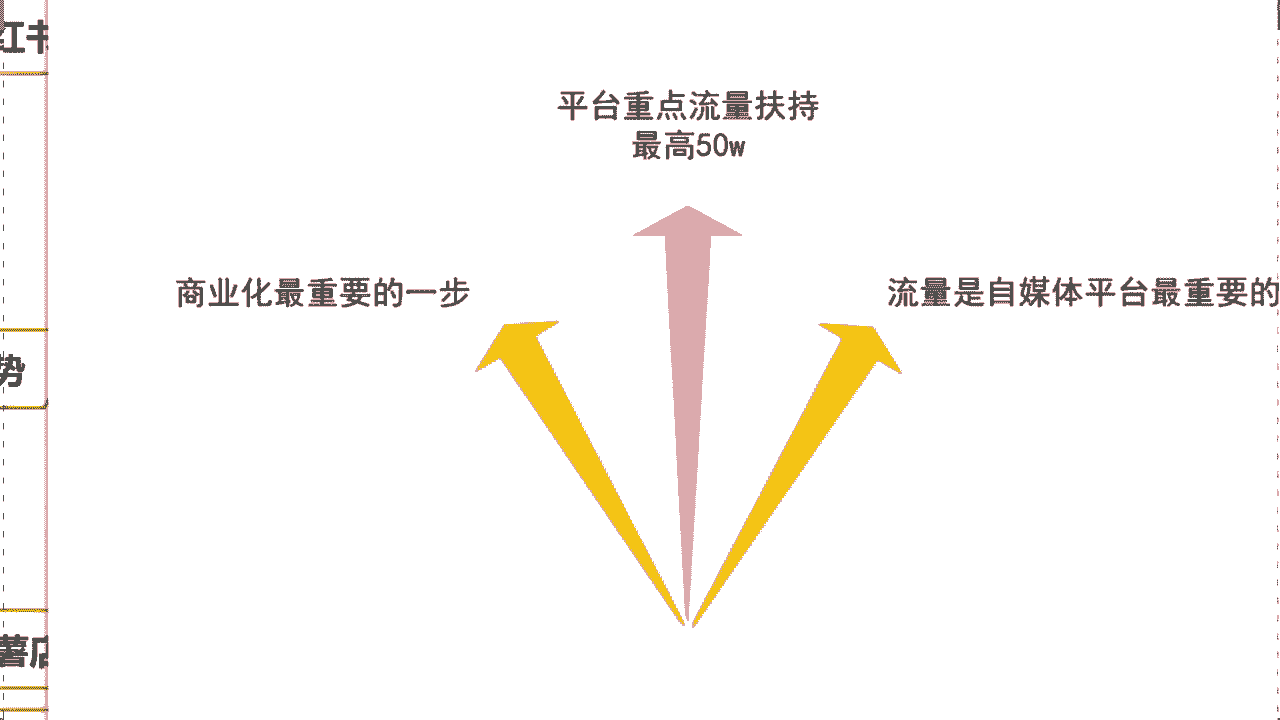 红书
平台重点流量扶持
最高50w
商业化最重要的一步
流量是自媒体平台最重要的
势
薯店